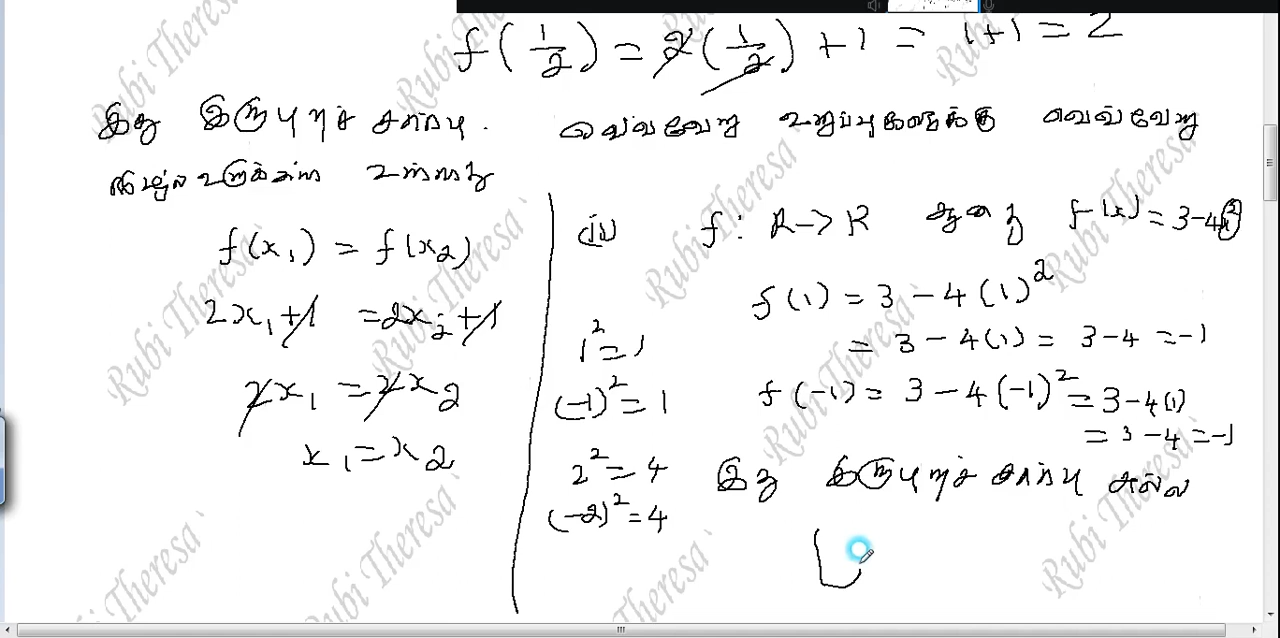 f(1/2) = 2(1/2) + 1 = 1+1 = 2
இது இருபுறச் சார்பு. வெவ்வேறு உறுப்புகளுக்கு வெவ்வேறு
நிழல் உருக்கள் உள்ளது
f(x₁) = f(x₂)
2x₁+1 = 2x₂+1
2x₁ = 2x₂
x₁ = x₂
(ii) f : R -> R ஆனது f(x) = 3-4x²
f(1) = 3 - 4(1)²
= 3 - 4(1) = 3-4 = -1
f(-1) = 3 - 4(-1)² = 3-4(1)
= 3-4 = -1
1² = 1
(-1)² = 1
2² = 4
(-2)² = 4
இது இருபுறச் சார்பு அல்ல
Rubi Theresa